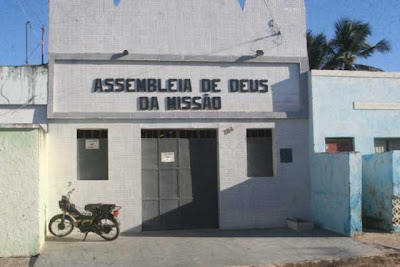 ASSEMBLEIA DE DEUS
DA MISSÃO